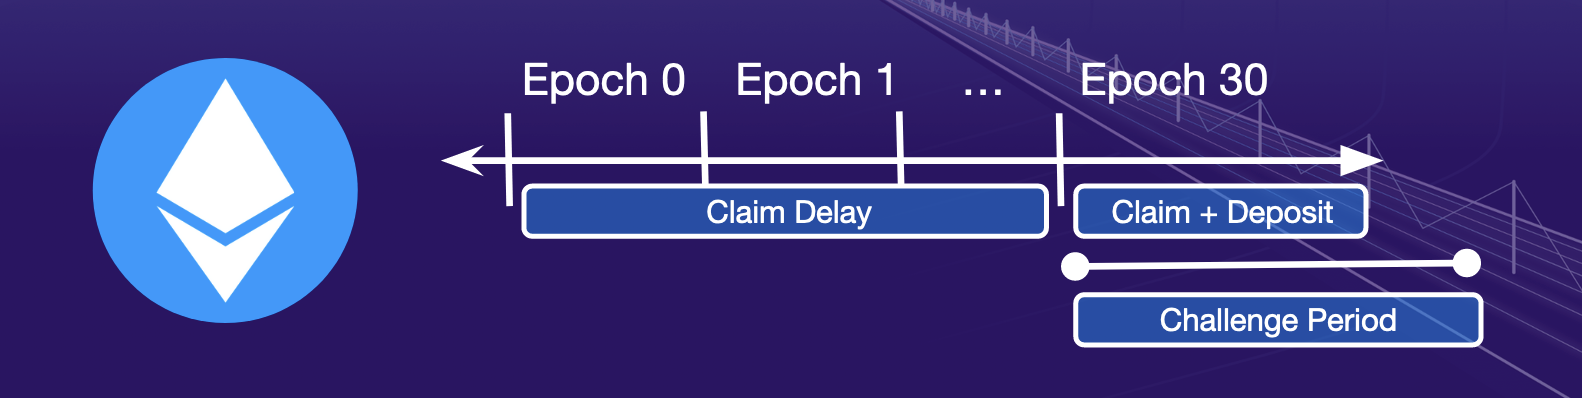 Epoch 0
Epoch 1
...
Epoch 30
Claim Delay
Claim + Deposit
Challenge Period